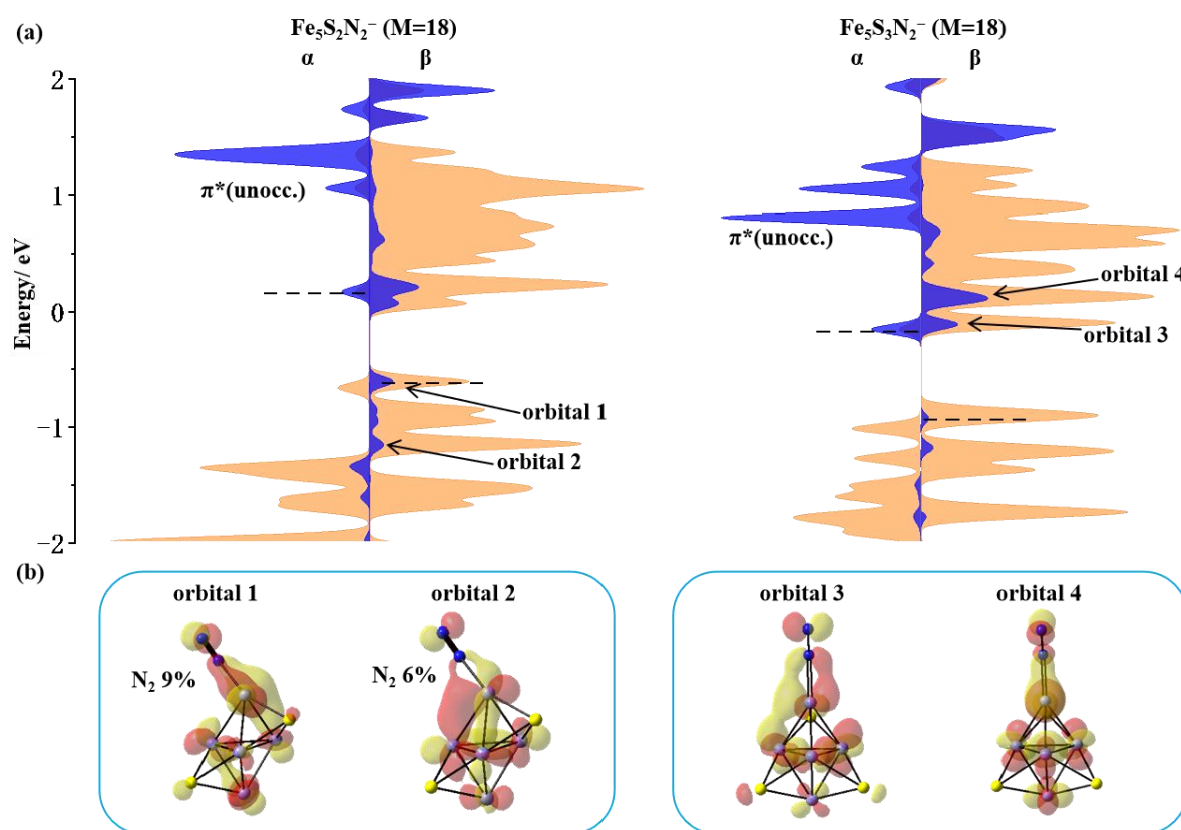 (a)
Fe₅S₂N₂⁻ (M=18)
Fe₅S₃N₂⁻ (M=18)
α
β
α
β
Energy/ eV
2
1
0
−1
−2
π*(unocc.)
π*(unocc.)
orbital 1
orbital 2
orbital 4
orbital 3
(b)
orbital 1
orbital 2
orbital 3
orbital 4
N₂ 9%
N₂ 6%